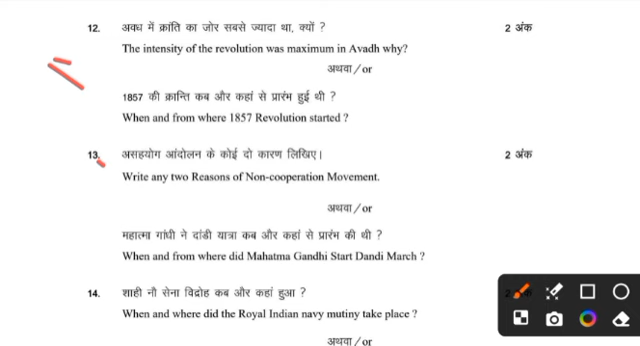 12. अवध में क्रांति का जोर सबसे ज्यादा था, क्यों ? 2 अंक
The intensity of the revolution was maximum in Avadh why?
अथवा / or
1857 की क्रान्ति कब और कहां से प्रारंभ हुई थी ?
When and from where 1857 Revolution started ?
13. असहयोग आंदोलन के कोई दो कारण लिखिए। 2 अंक
Write any two Reasons of Non-cooperation Movement.
अथवा / or
महात्मा गांधी ने दांडी यात्रा कब और कहां से प्रारंभ की थी ?
When and from where did Mahatma Gandhi Start Dandi March ?
14. शाही नौ सेना विद्रोह कब और कहां हुआ ?
When and where did the Royal Indian navy mutiny take place ?
अथवा / or